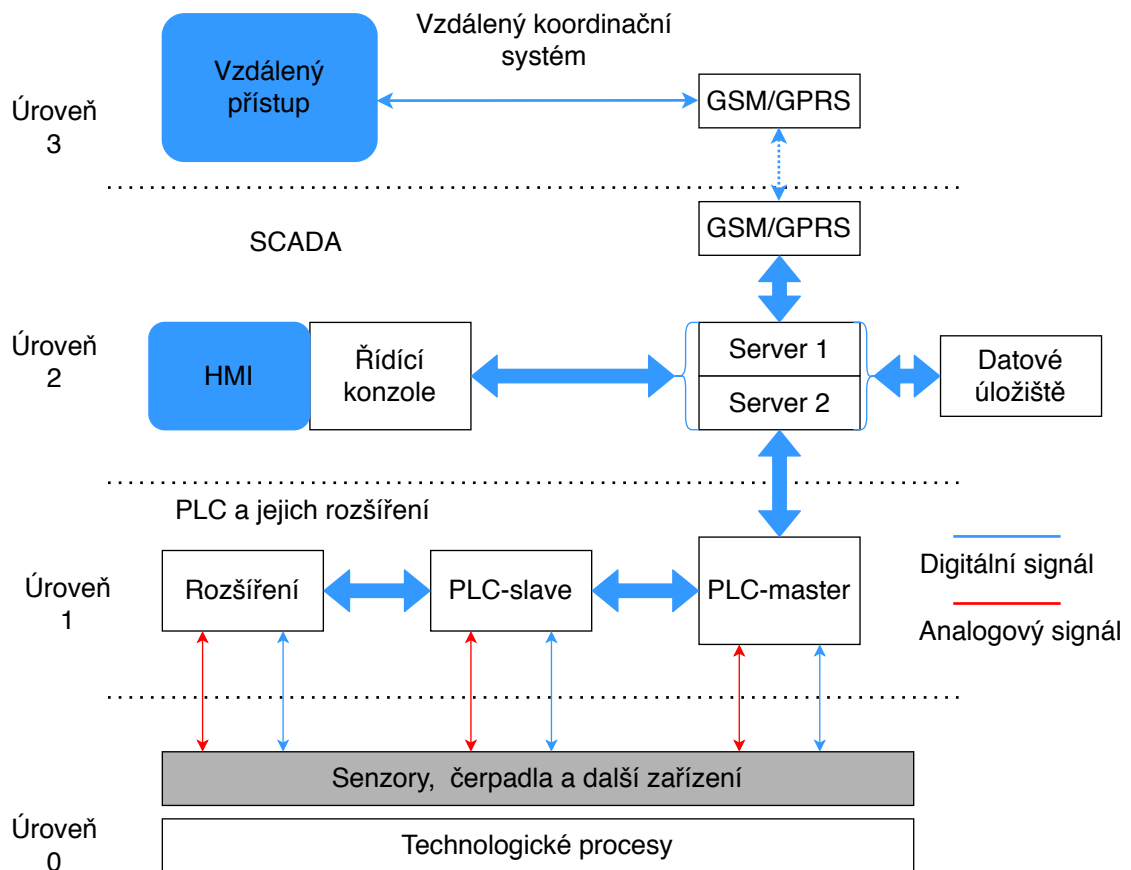 Vzdálený koordinační
systém
Vzdálený
přístup
GSM/GPRS
Úroveň
3
GSM/GPRS
SCADA
Úroveň
2
HMI
Řídící
konzole
Server 1
Server 2
Datové
úložiště
PLC a jejich rozšíření
Digitální signál
Úroveň
1
Rozšíření
PLC-slave
PLC-master
Analogový signál
Senzory, čerpadla a další zařízení
Úroveň
0
Technologické procesy